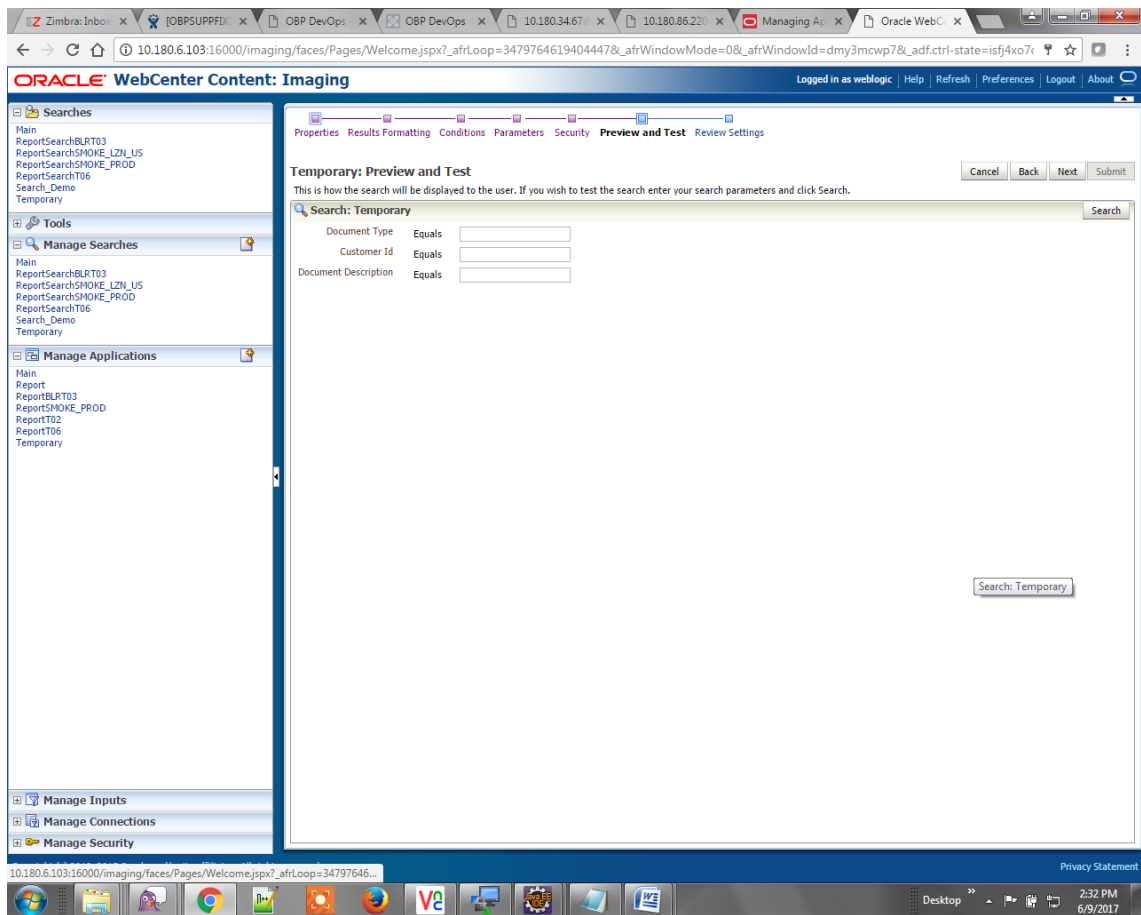 Zimbra: Inbox
[OBPSUPPFIX
OBP DevOps
OBP DevOps
10.180.34.67:
10.180.86.220
Managing Ap
Oracle WebCe
10.180.6.103:16000/imaging/faces/Pages/Welcome.jspx?_afrLoop=347976461940444７&_afrWindowMode=0&_afrWindowId=dmy3mcwp7&_adf.ctrl-state=isfj4xo7c
ORACLE WebCenter Content: Imaging
Logged in as weblogic Help Refresh Preferences Logout About
Searches
Main
ReportSearchBLRT03
ReportSearchSMOKE_LZN_US
ReportSearchSMOKE_PROD
ReportSearchT06
Search_Demo
Temporary
Tools
Manage Searches
Main
ReportSearchBLRT03
ReportSearchSMOKE_LZN_US
ReportSearchSMOKE_PROD
ReportSearchT06
Search_Demo
Temporary
Manage Applications
Main
Report
ReportBLRT03
ReportSMOKE_PROD
ReportT02
ReportT06
Temporary
Manage Inputs
Manage Connections
Manage Security
Properties Results Formatting Conditions Parameters Security Preview and Test Review Settings
Temporary: Preview and Test
Cancel Back Next Submit
This is how the search will be displayed to the user. If you wish to test the search enter your search parameters and click Search.
Search: Temporary
Search
Document Type Equals
Customer Id Equals
Document Description Equals
Search: Temporary
Privacy Statement
10.180.6.103:16000/imaging/faces/Pages/Welcome.jspx?_afrLoop=34797646...
Desktop
2:32 PM
6/9/2017